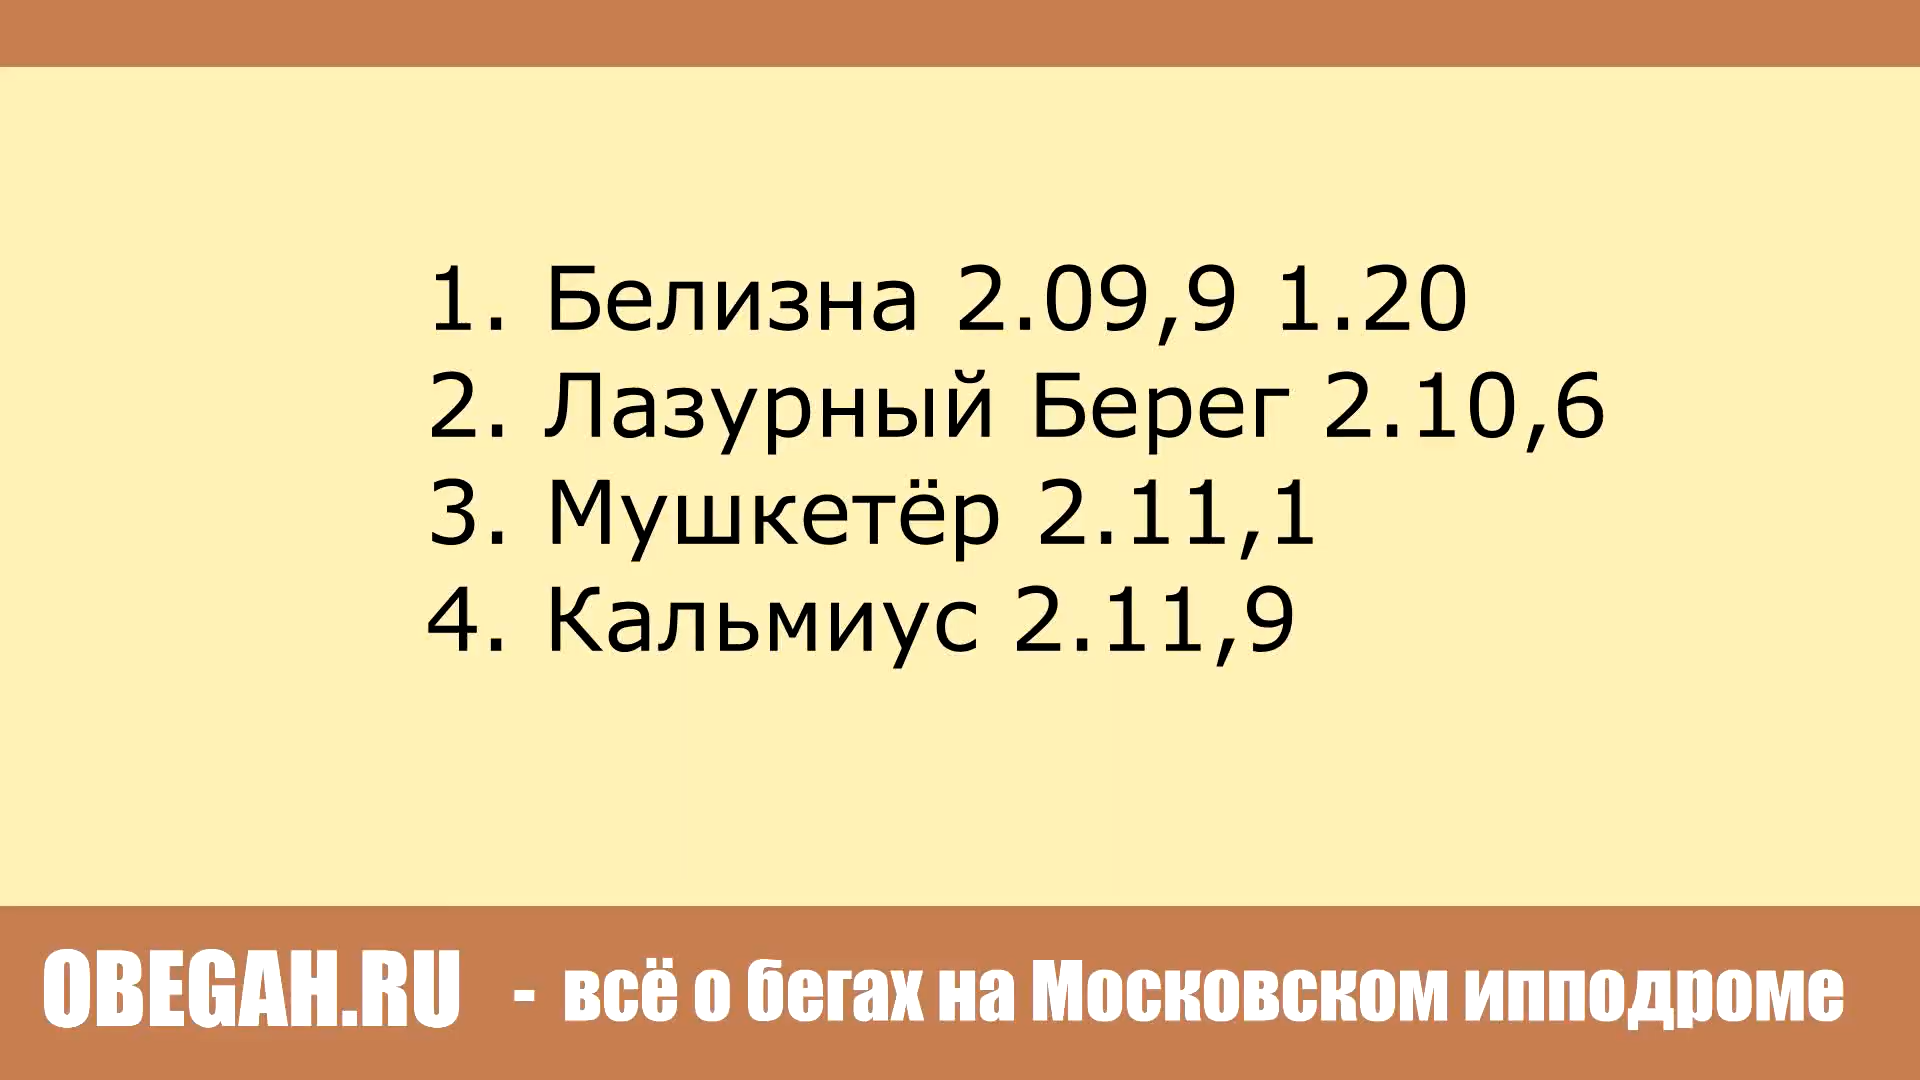 1. Белизна 2.09,9 1.20
2. Лазурный Берег 2.10,6
3. Мушкетёр 2.11,1
4. Кальмиус 2.11,9
OBEGAH.RU - всё о бегах на Московском ипподроме